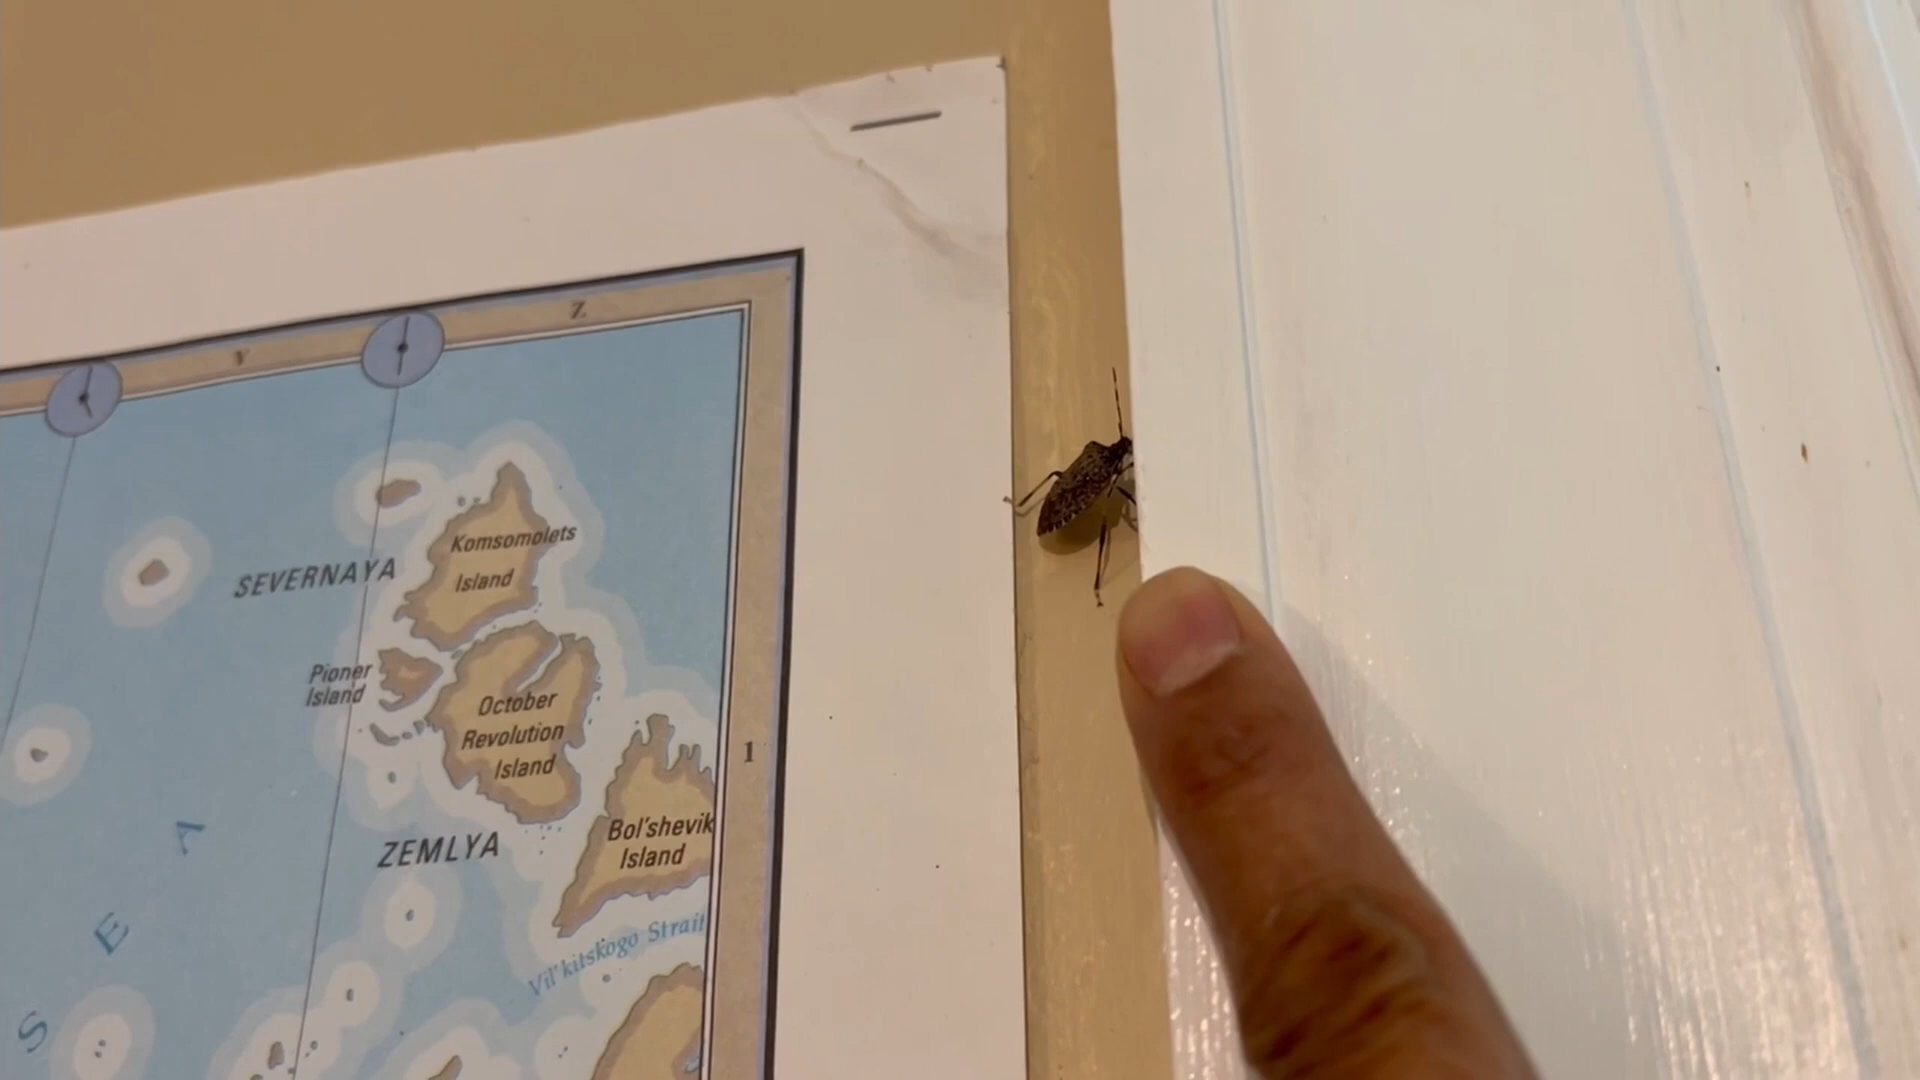 Y
Z
SEVERNAYA
Komsomolets
Island
Pioner
Island
October
Revolution
Island
1
Bol'shevik
Island
ZEMLYA
Vil'kitskogo Strait
S E A